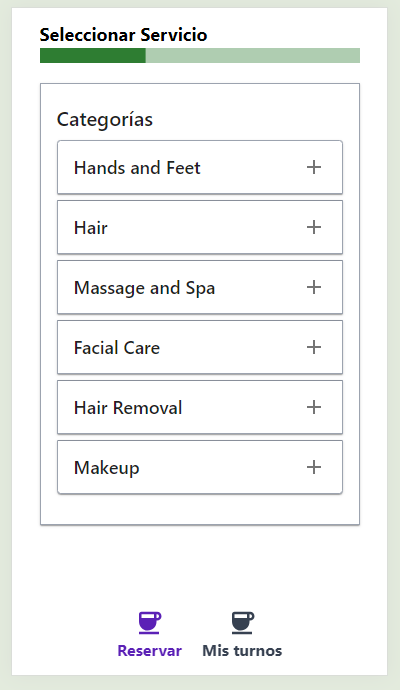 Seleccionar Servicio
Categorías
Hands and Feet
Hair
Massage and Spa
Facial Care
Hair Removal
Makeup
Reservar
Mis turnos